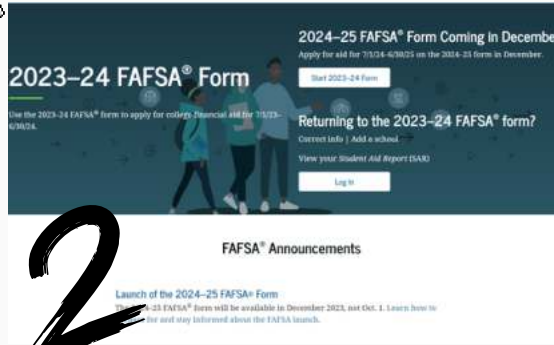 2024–25 FAFSA® Form Coming in Decembe
Apply for aid for 7/1/24-6/30/25 on the 2024-25 form in December.
Start 2023-24 Form
2023–24 FAFSA® Form
Use the 2023-24 FAFSA® form to apply for college financial aid for 7/1/23-
6/30/24.
Returning to the 2023–24 FAFSA® form?
Correct info | Add a school
View your Student Aid Report (SAR)
Log In
FAFSA® Announcements
Launch of the 2024–25 FAFSA® Form
The 2024-25 FAFSA® form will be available in December 2023, not Oct. 1. Learn how to
for and stay informed about the FAFSA launch.
2